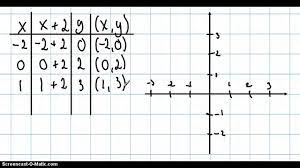 x x+2 y (x,y)
-2 -2+2 0 (-2,0)
0 0+2 2 (0,2)
1 1+2 3 (1,3)
3
2
1
-3 -2 -1 1 2 3
-1
-2
Screencast-O-Matic.com